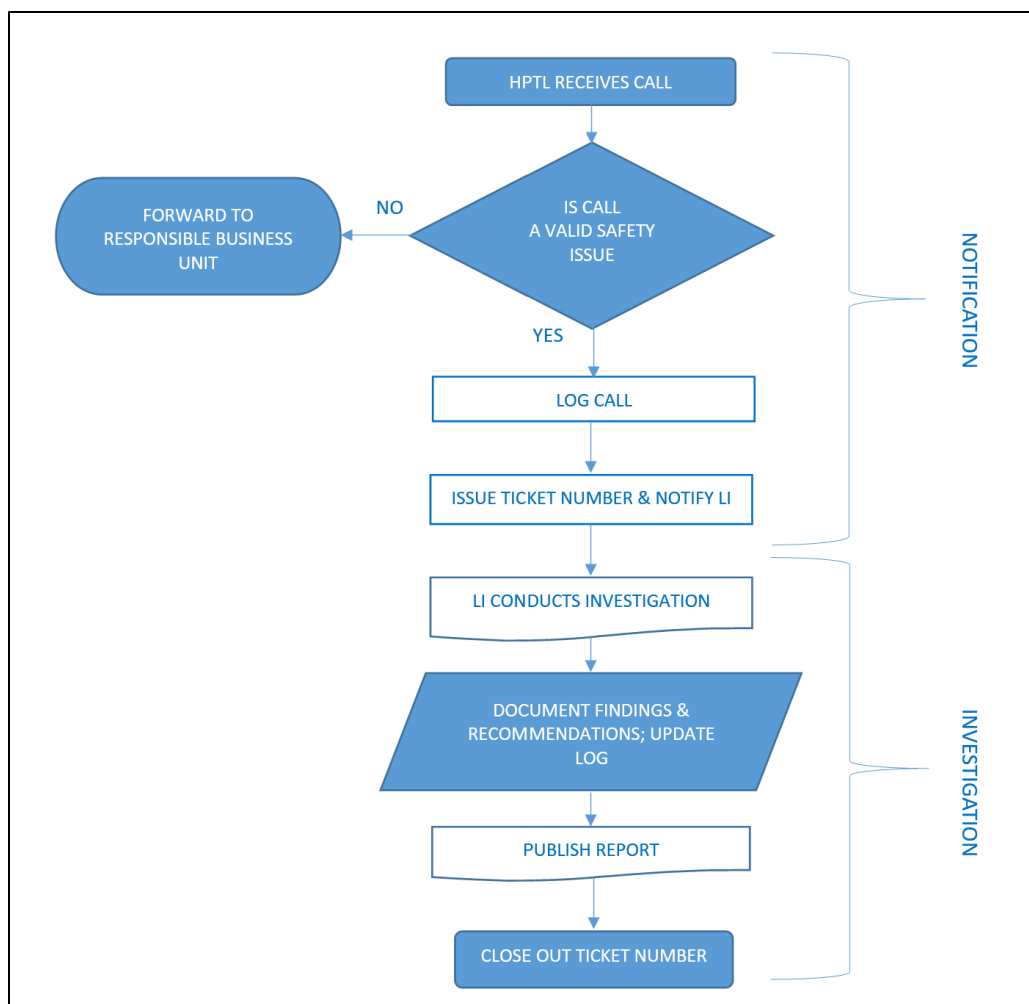 HPTL RECEIVES CALL
IS CALL
A VALID SAFETY
ISSUE
NO
FORWARD TO
RESPONSIBLE BUSINESS
UNIT
YES
LOG CALL
ISSUE TICKET NUMBER & NOTIFY LI
NOTIFICATION
LI CONDUCTS INVESTIGATION
DOCUMENT FINDINGS &
RECOMMENDATIONS; UPDATE
LOG
PUBLISH REPORT
CLOSE OUT TICKET NUMBER
INVESTIGATION